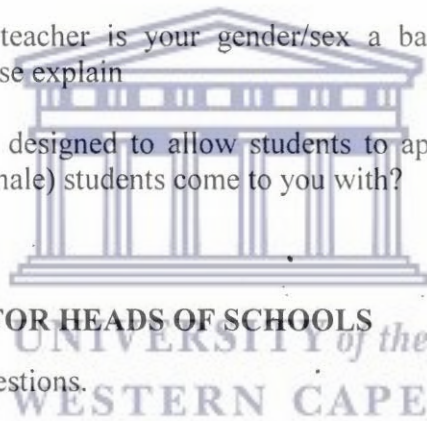 teacher is your gender/sex a ba
se explain
designed to allow students to ap
nale) students come to you with?
FOR HEADS OF SCHOOLS
UNIVERSITY of the
estions.
WESTERN CAPE